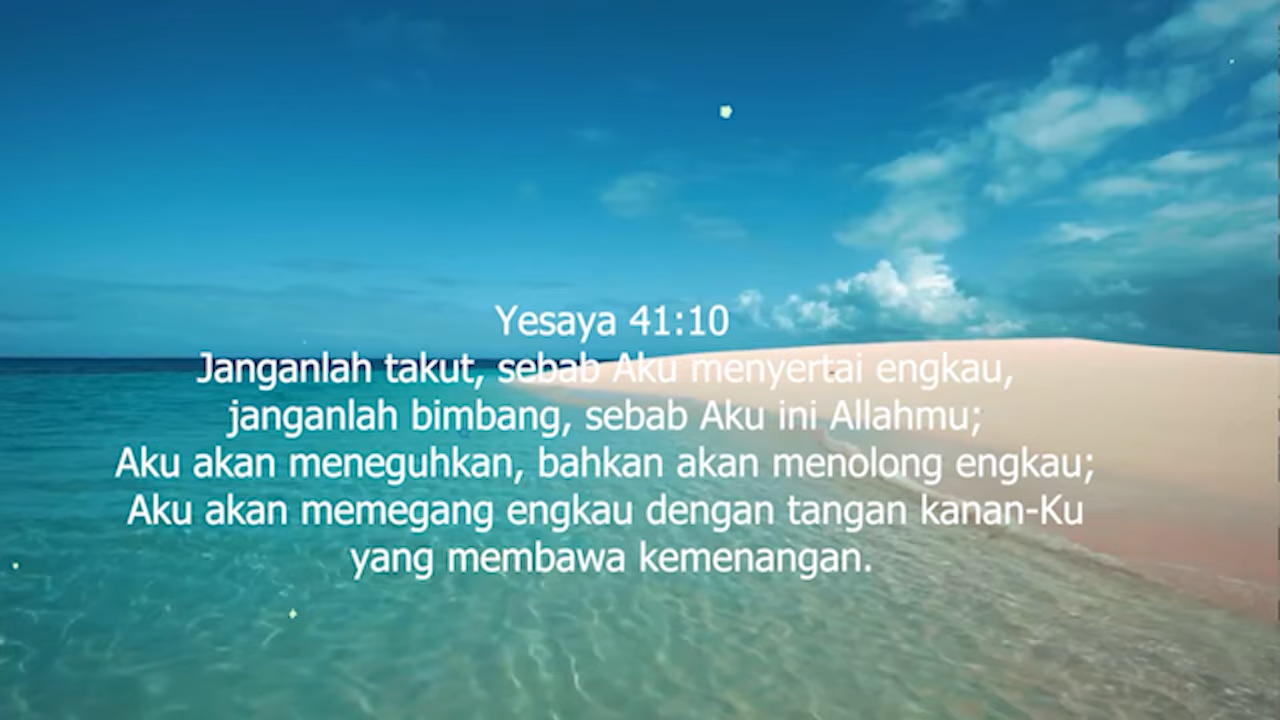 Yesaya 41:10
Janganlah takut, sebab Aku menyertai engkau,
janganlah bimbang, sebab Aku ini Allahmu;
Aku akan meneguhkan, bahkan akan menolong engkau;
Aku akan memegang engkau dengan tangan kanan-Ku
yang membawa kemenangan.